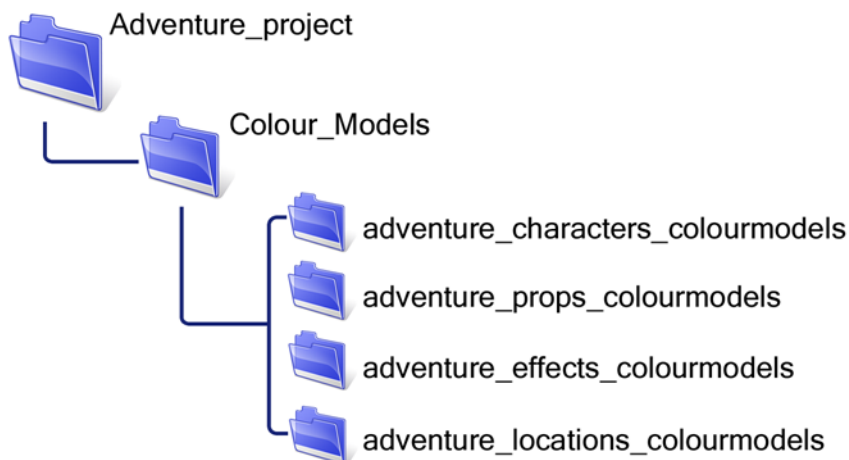 Adventure_project
Colour_Models
adventure_characters_colourmodels
adventure_props_colourmodels
adventure_effects_colourmodels
adventure_locations_colourmodels